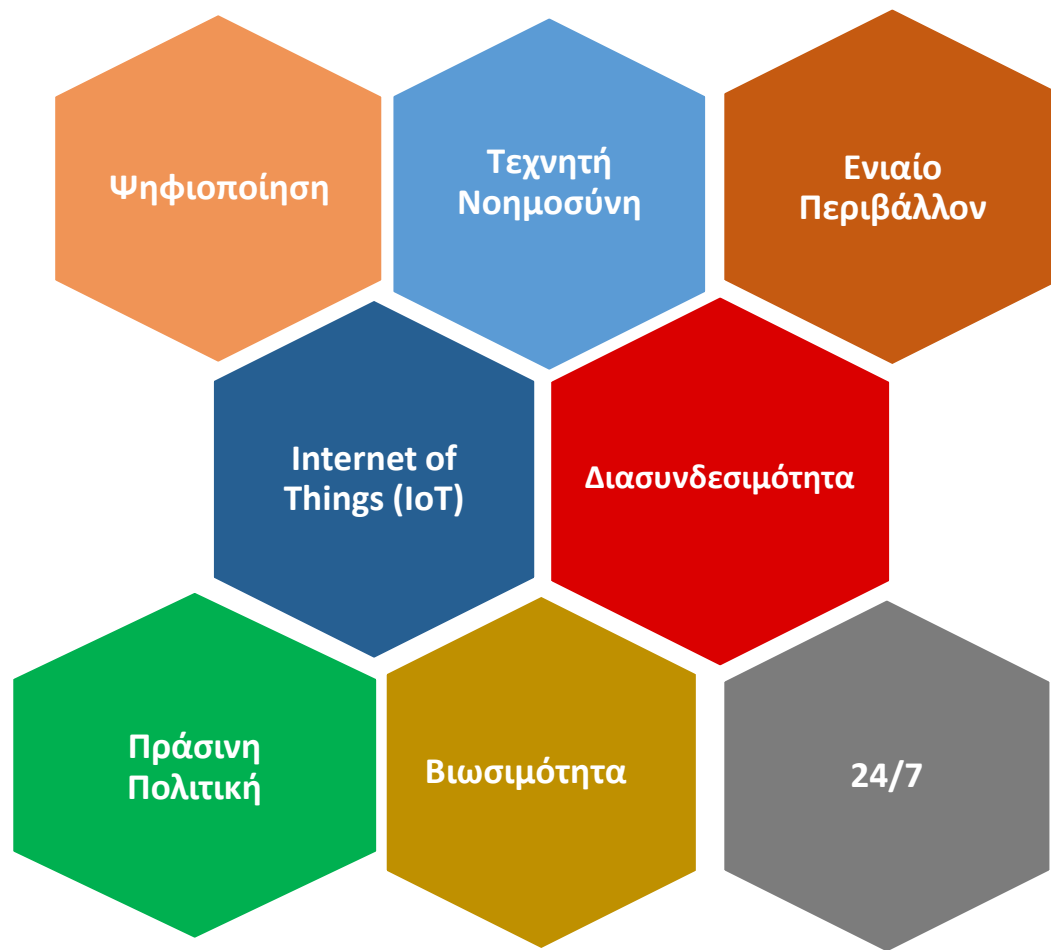 Ψηφιοποίηση
Τεχνητή
Νοημοσύνη
Ενιαίο
Περιβάλλον
Internet of
Things (IoT)
Διασυνδεσιμότητα
Πράσινη
Πολιτική
Βιωσιμότητα
24/7